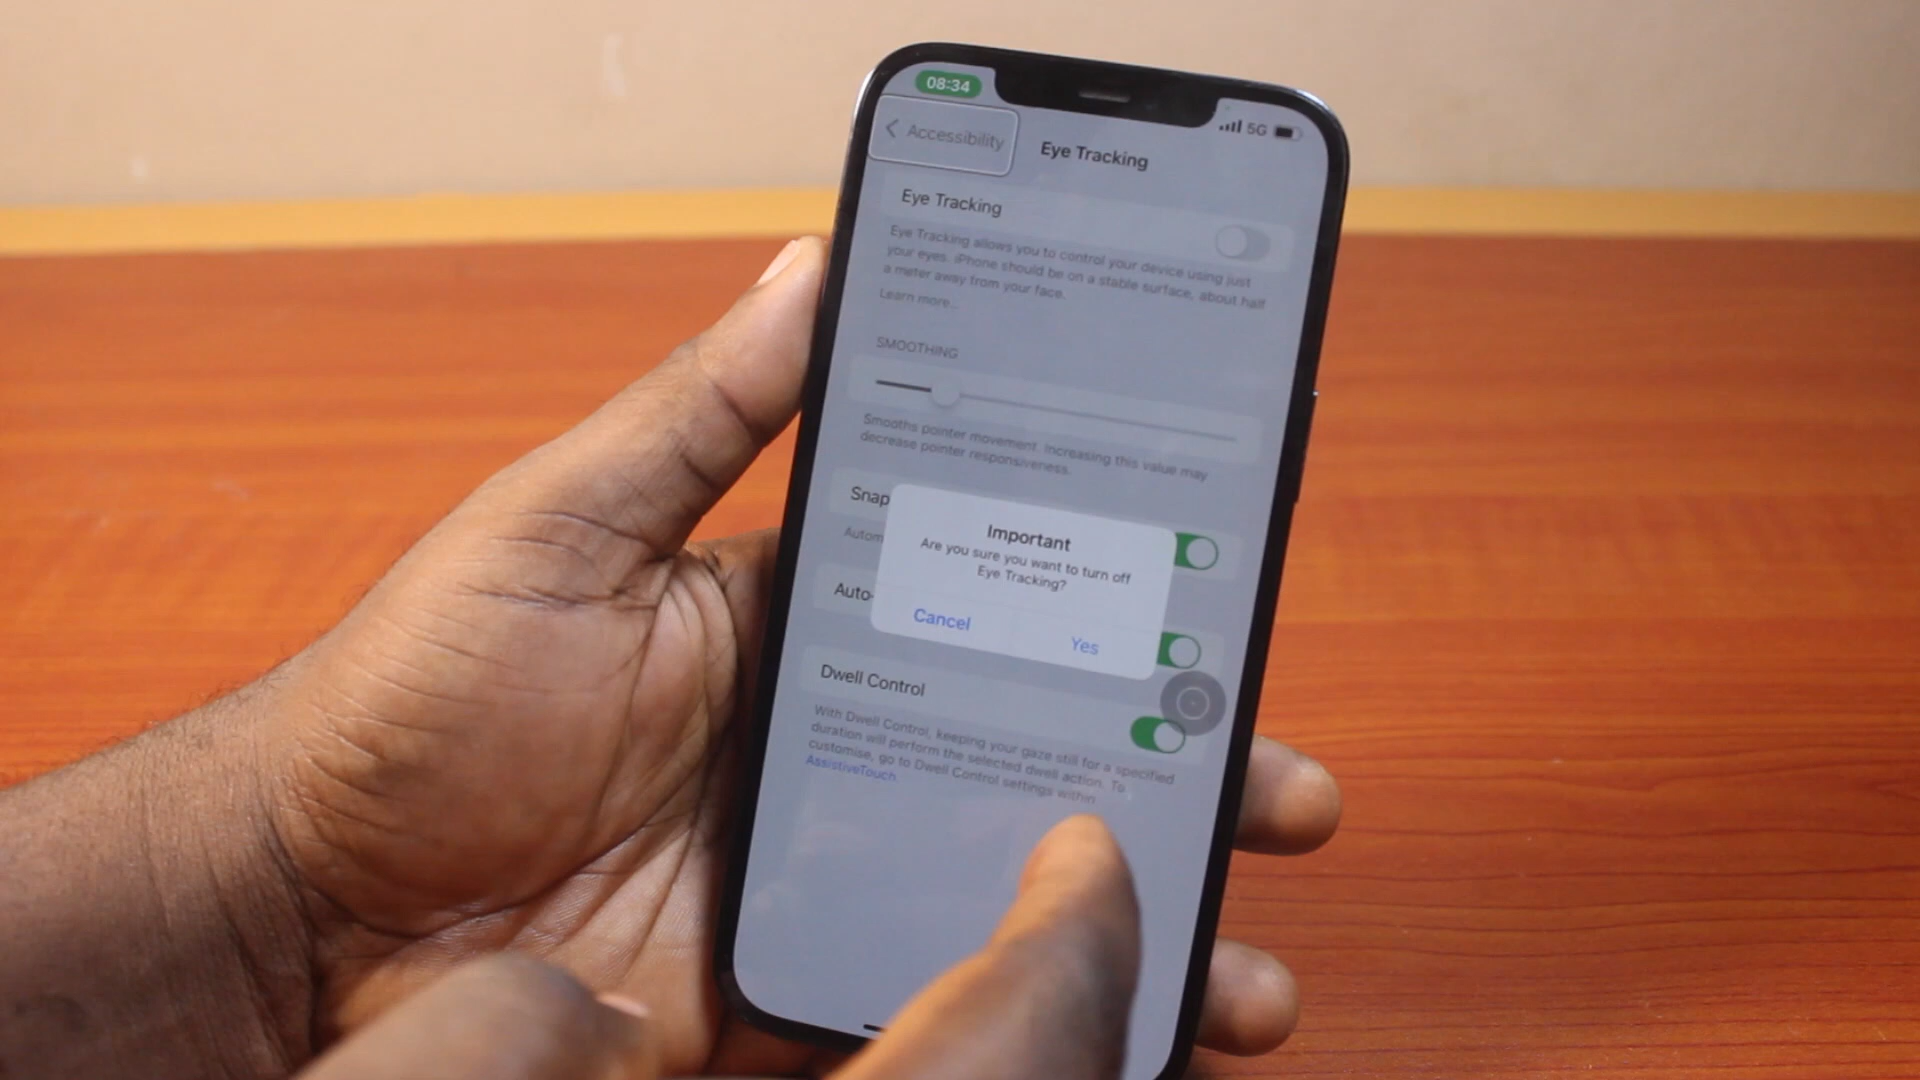 08:34
5G
Accessibility
Eye Tracking
Eye Tracking
Eye Tracking allows you to control your device using just
your eyes. iPhone should be on a stable surface, about half
a meter away from your face.
Learn more...
SMOOTHING
Smooths pointer movement. Increasing this value may
decrease pointer responsiveness.
Snap
Autom
Important
Are you sure you want to turn off
Eye Tracking?
Cancel
Yes
Auto-
Dwell Control
With Dwell Control, keeping your gaze still for a specified
duration will perform the selected dwell action. To
customise, go to Dwell Control settings within
AssistiveTouch.